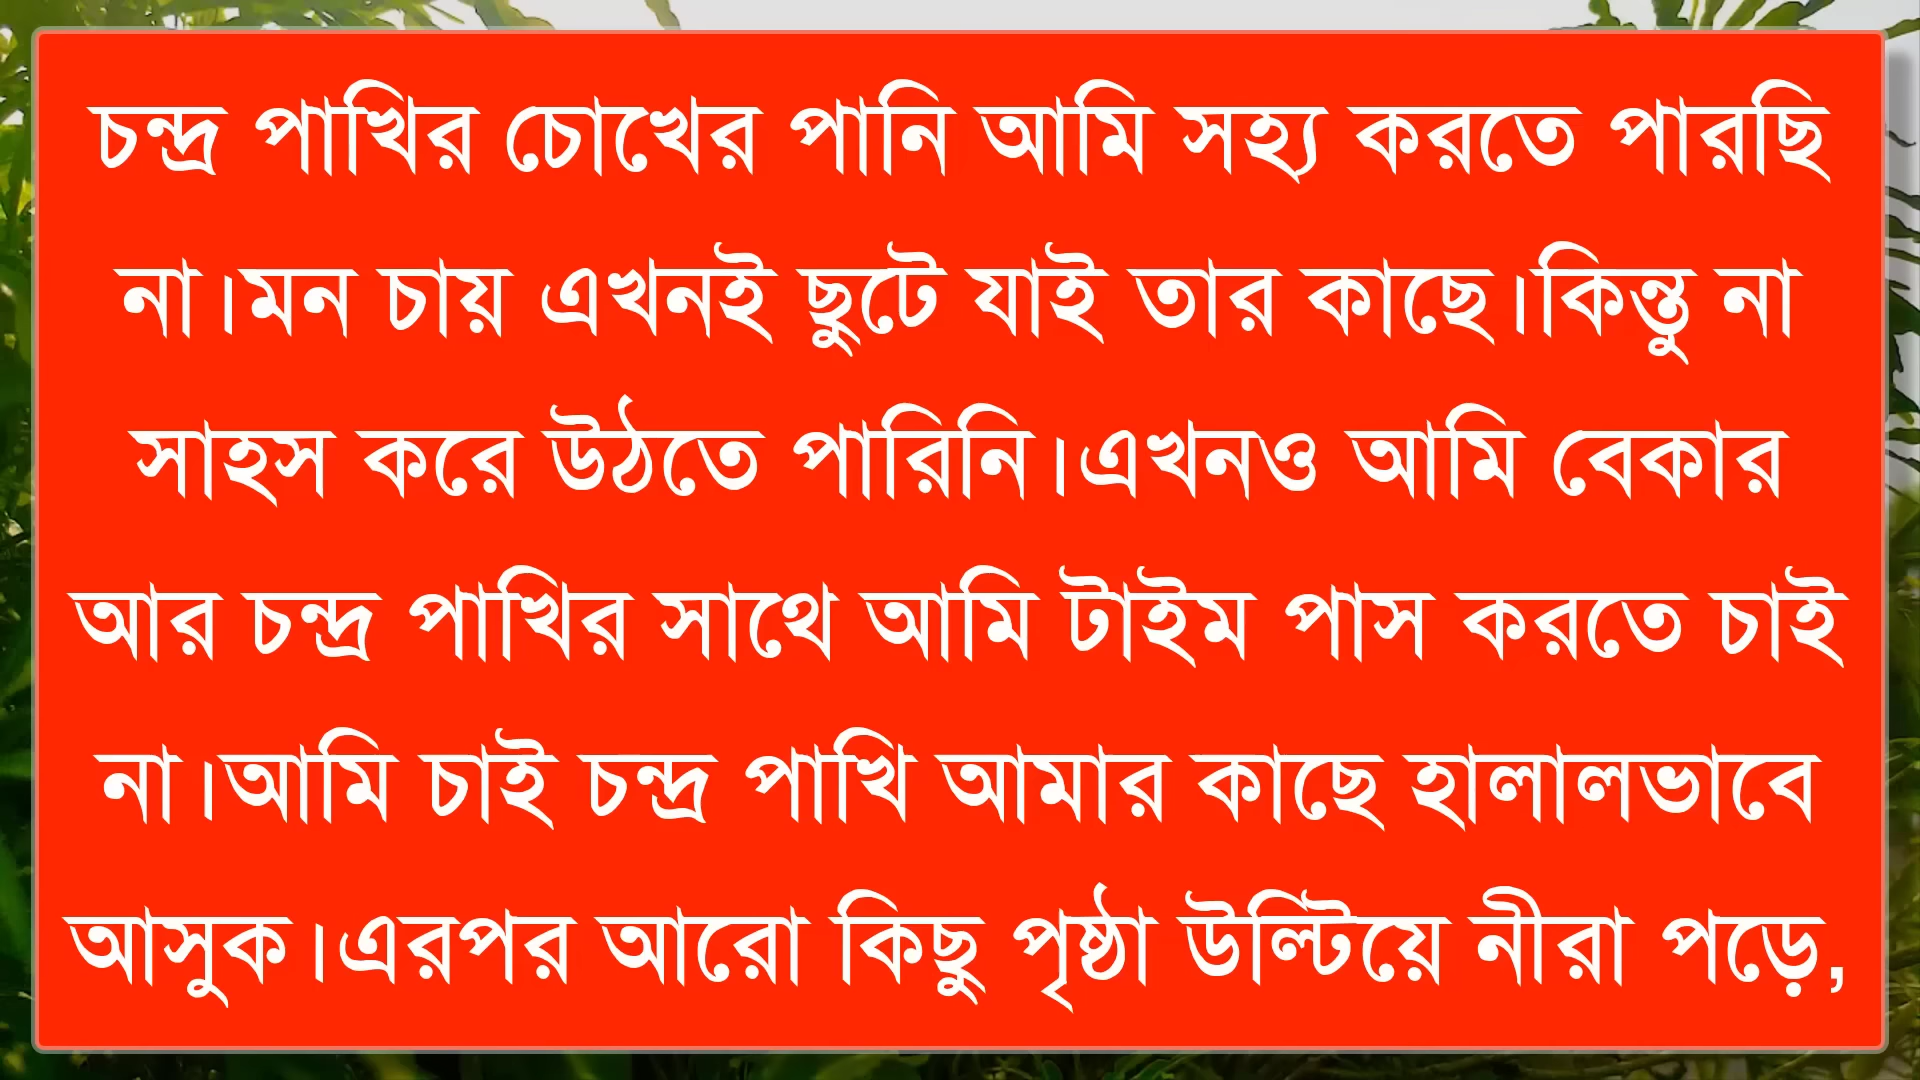 চন্দ্র পাখির চোখের পানি আমি সহ্য করতে পারছি
না।মন চায় এখনই ছুটে যাই তার কাছে।কিন্তু না
সাহস করে উঠতে পারিনি।এখনও আমি বেকার
আর চন্দ্র পাখির সাথে আমি টাইম পাস করতে চাই
না।আমি চাই চন্দ্র পাখি আমার কাছে হালালভাবে
আসুক।এরপর আরো কিছু পৃষ্ঠা উল্টিয়ে নীরা পড়ে,